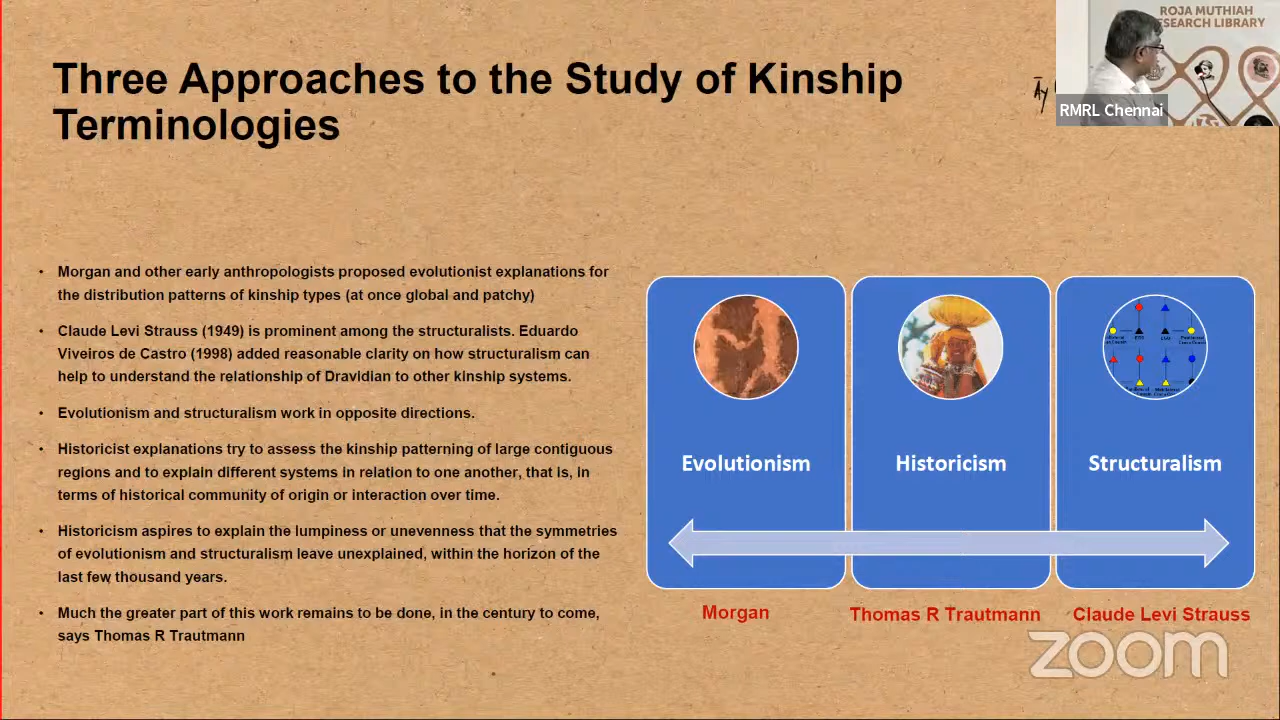 Three Approaches to the Study of Kinship
Terminologies
ROJA MUTHIAH
RESEARCH LIBRARY
RMRL Chennai
• Morgan and other early anthropologists proposed evolutionist explanations for
the distribution patterns of kinship types (at once global and patchy)
• Claude Levi Strauss (1949) is prominent among the structuralists. Eduardo
Viveiros de Castro (1998) added reasonable clarity on how structuralism can
help to understand the relationship of Dravidian to other kinship systems.
• Evolutionism and structuralism work in opposite directions.
• Historicist explanations try to assess the kinship patterning of large contiguous
regions and to explain different systems in relation to one another, that is, in
terms of historical community of origin or interaction over time.
• Historicism aspires to explain the lumpiness or unevenness that the symmetries
of evolutionism and structuralism leave unexplained, within the horizon of the
last few thousand years.
• Much the greater part of this work remains to be done, in the century to come,
says Thomas R Trautmann
Evolutionism
Historicism
Structuralism
Morgan
Thomas R Trautmann
Claude Levi Strauss
zoom